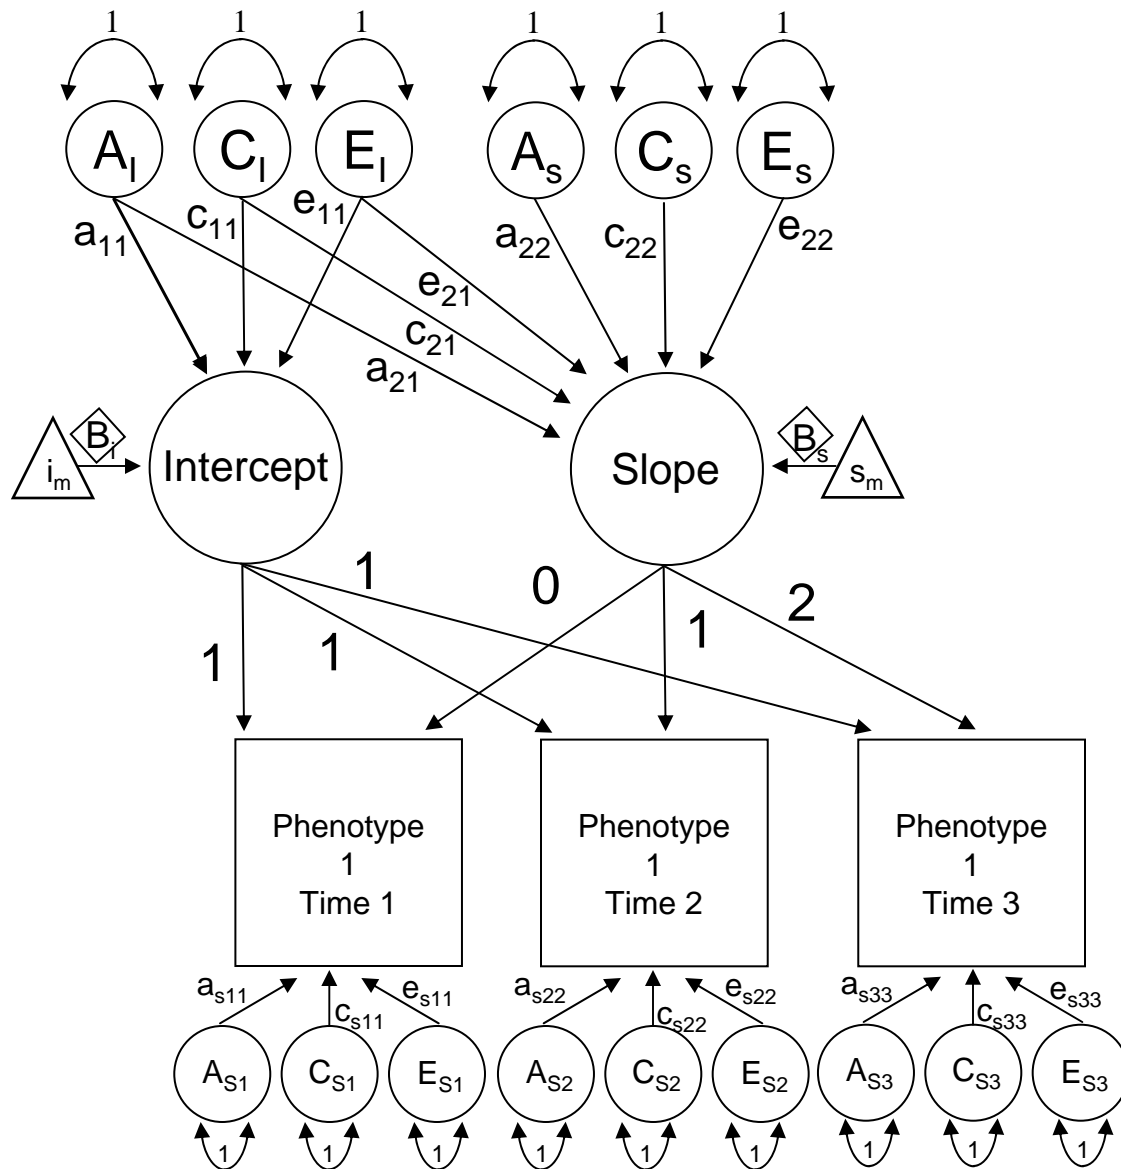 1 1 1 1 1 1
A_I C_I E_I A_s C_s E_s
a_11 c_11 e_11 a_22 c_22 e_22
e_21
c_21
a_21
i_m B_i Intercept Slope B_s s_m
1 0
1 1 1 2
Phenotype
1
Time 1
Phenotype
1
Time 2
Phenotype
1
Time 3
a_s11 c_s11 e_s11 a_s22 c_s22 e_s22 a_s33 c_s33 e_s33
A_S1 C_S1 E_S1 A_S2 C_S2 E_S2 A_S3 C_S3 E_S3
1 1 1 1 1 1 1 1 1